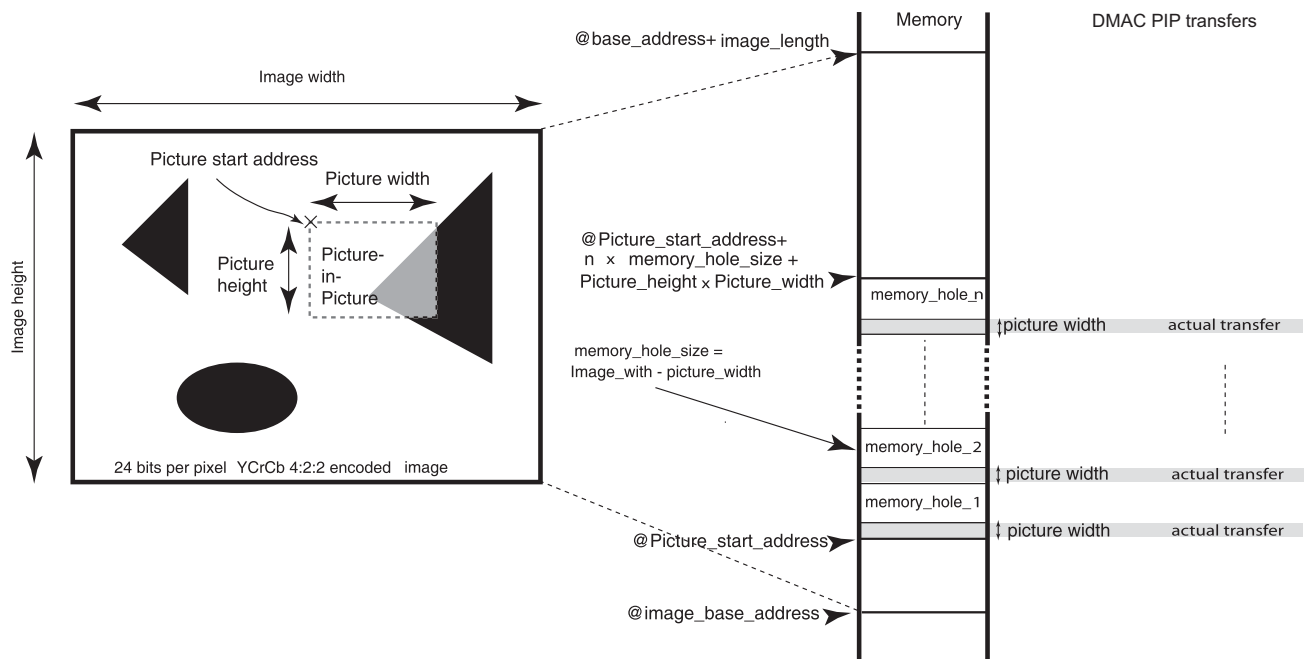 Memory
DMAC PIP transfers
@base_address+ image_length
Image width
Picture start address
Picture width
Image height
Picture
height
Picture-
in-
Picture
24 bits per pixel YCrCb 4:2:2 encoded image
@Picture_start_address+
n x memory_hole_size +
Picture_height x Picture_width
memory_hole_n
picture width
actual transfer
memory_hole_size =
Image_with - picture_width
memory_hole_2
picture width
actual transfer
memory_hole_1
picture width
actual transfer
@Picture_start_address
@image_base_address